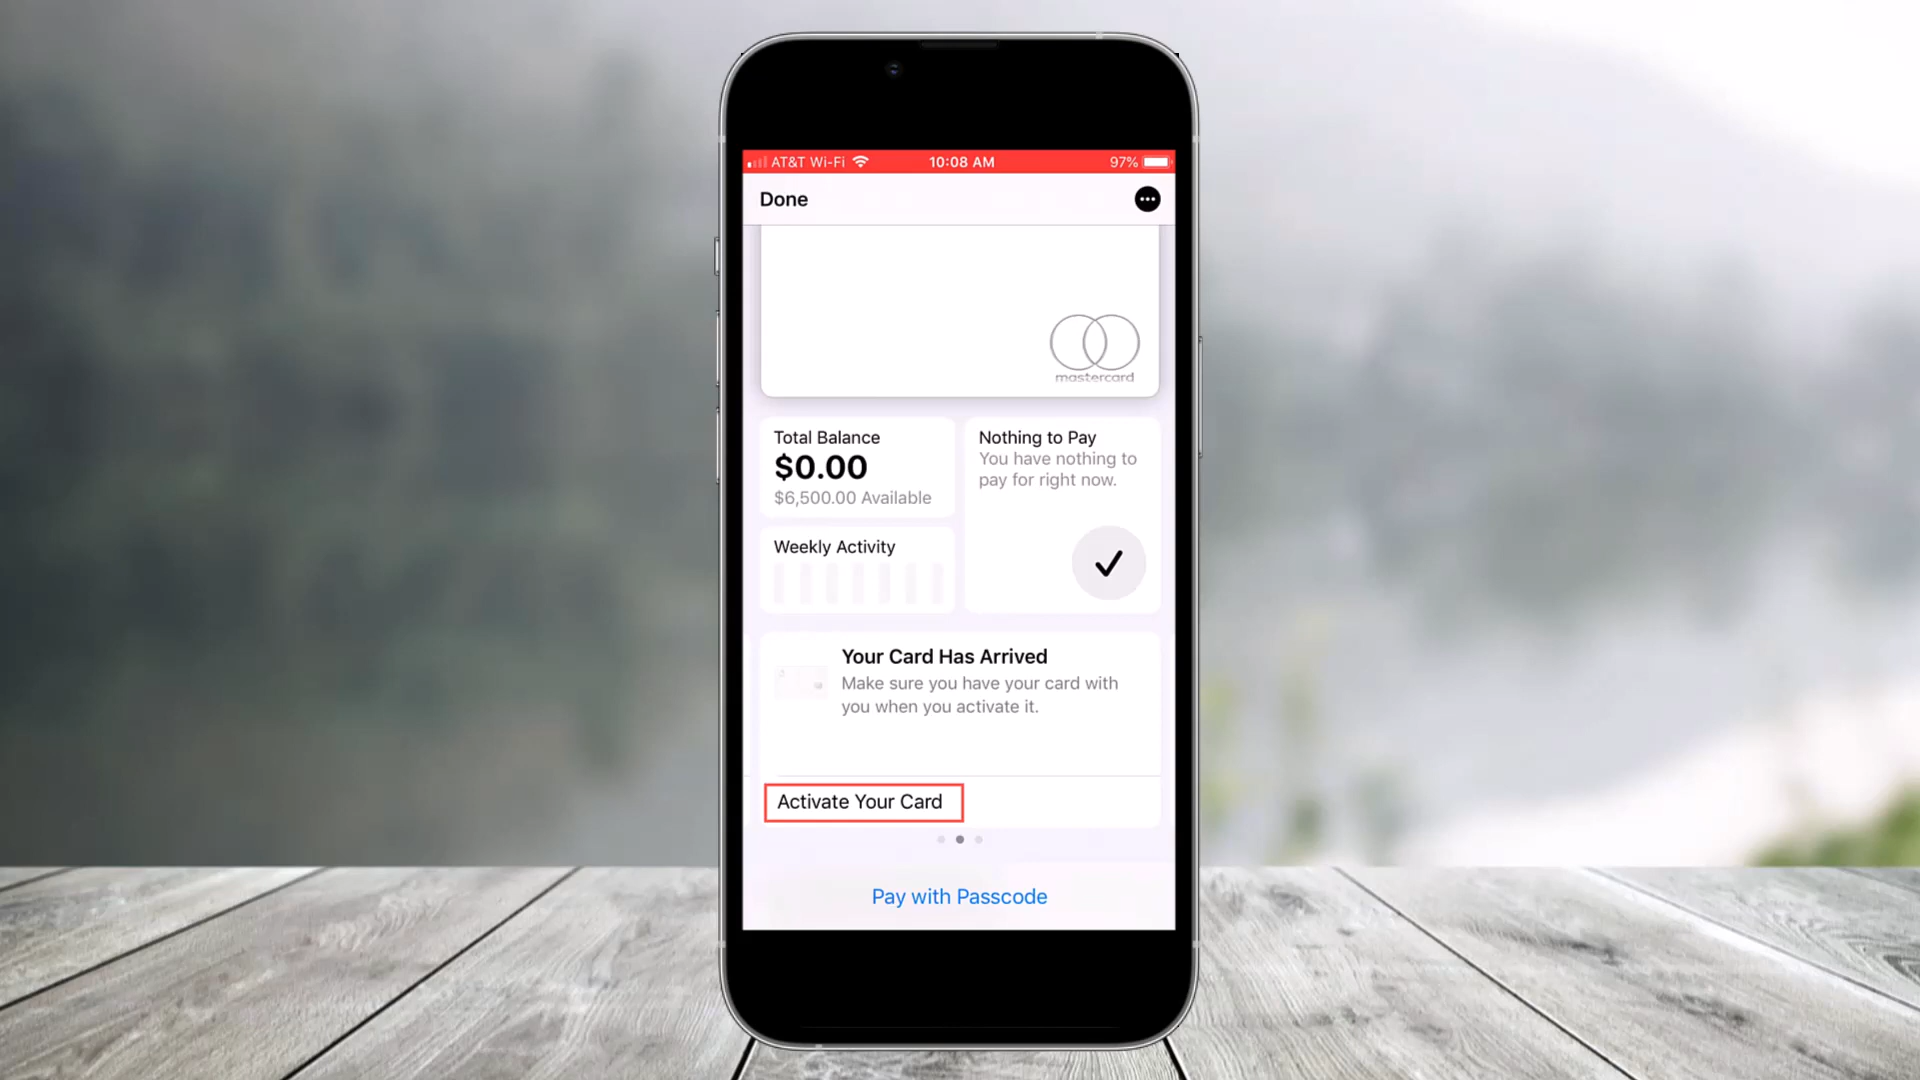 AT&T Wi-Fi 10:08 AM 97%
Done
mastercard
Total Balance
$0.00
$6,500.00 Available
Nothing to Pay
You have nothing to
pay for right now.
Weekly Activity
Your Card Has Arrived
Make sure you have your card with
you when you activate it.
Activate Your Card
Pay with Passcode